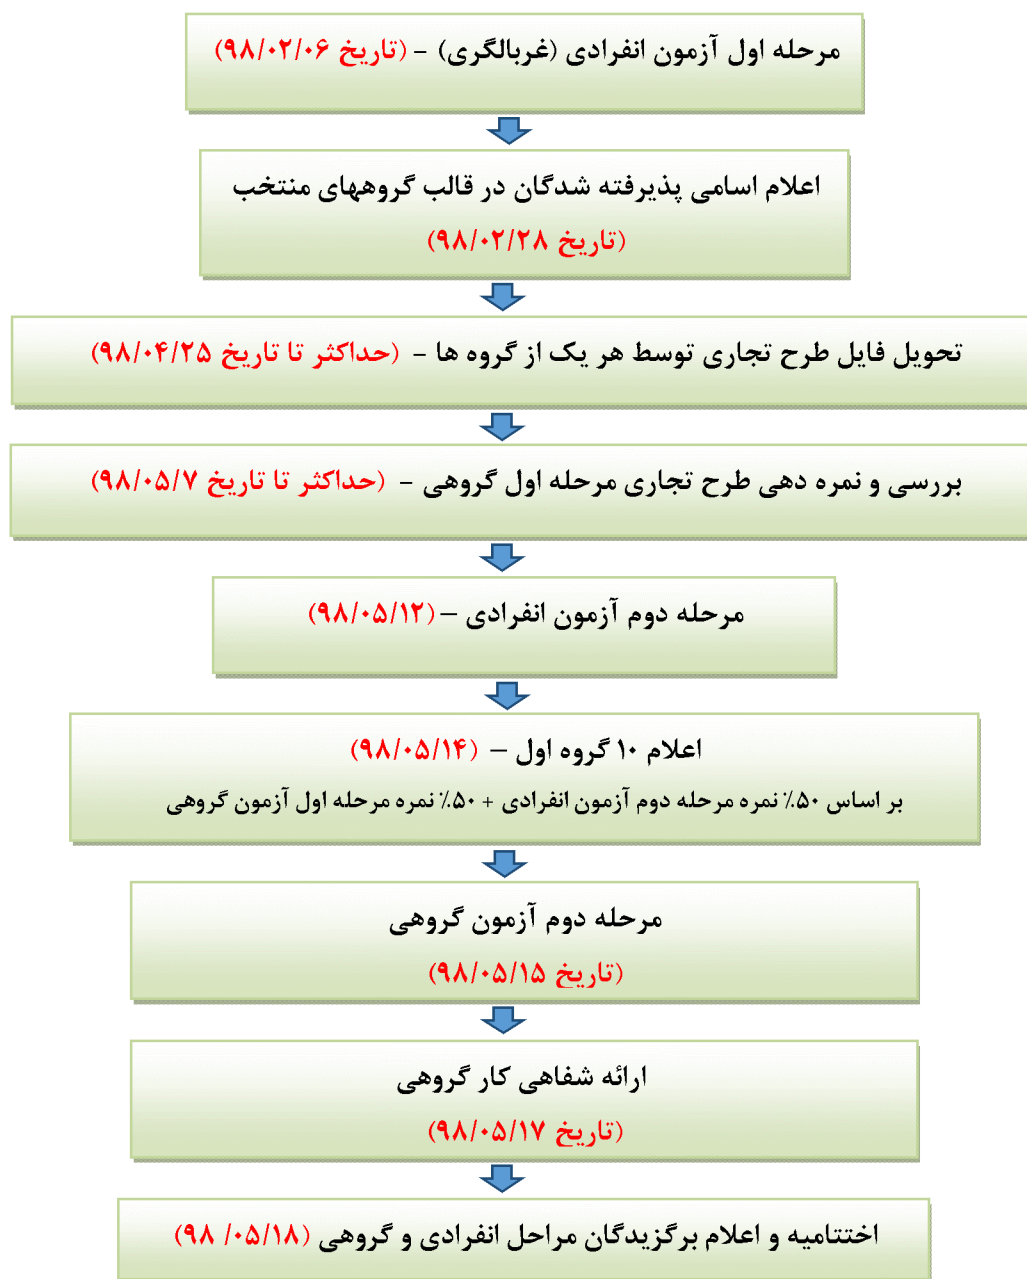 مرحله اول آزمون انفرادی (غربالگری) - (تاریخ ۹۸/۰۲/۰۶)
اعلام اسامی پذیرفته شدگان در قالب گروههای منتخب
(تاریخ ۹۸/۰۲/۲۸)
تحویل فایل طرح تجاری توسط هر یک از گروه ها - (حداکثر تا تاریخ ۹۸/۰۴/۲۵)
بررسی و نمره دهی طرح تجاری مرحله اول گروهی - (حداکثر تا تاریخ ۹۸/۰۵/۷)
مرحله دوم آزمون انفرادی – (۹۸/۰۵/۱۲)
اعلام ۱۰ گروه اول – (۹۸/۰۵/۱۴)
بر اساس ۵۰٪ نمره مرحله دوم آزمون انفرادی + ۵۰٪ نمره مرحله اول آزمون گروهی
مرحله دوم آزمون گروهی
(تاریخ ۹۸/۰۵/۱۵)
ارائه شفاهی کار گروهی
(تاریخ ۹۸/۰۵/۱۷)
اختتامیه و اعلام برگزیدگان مراحل انفرادی و گروهی (۹۸ /۰۵/۱۸)